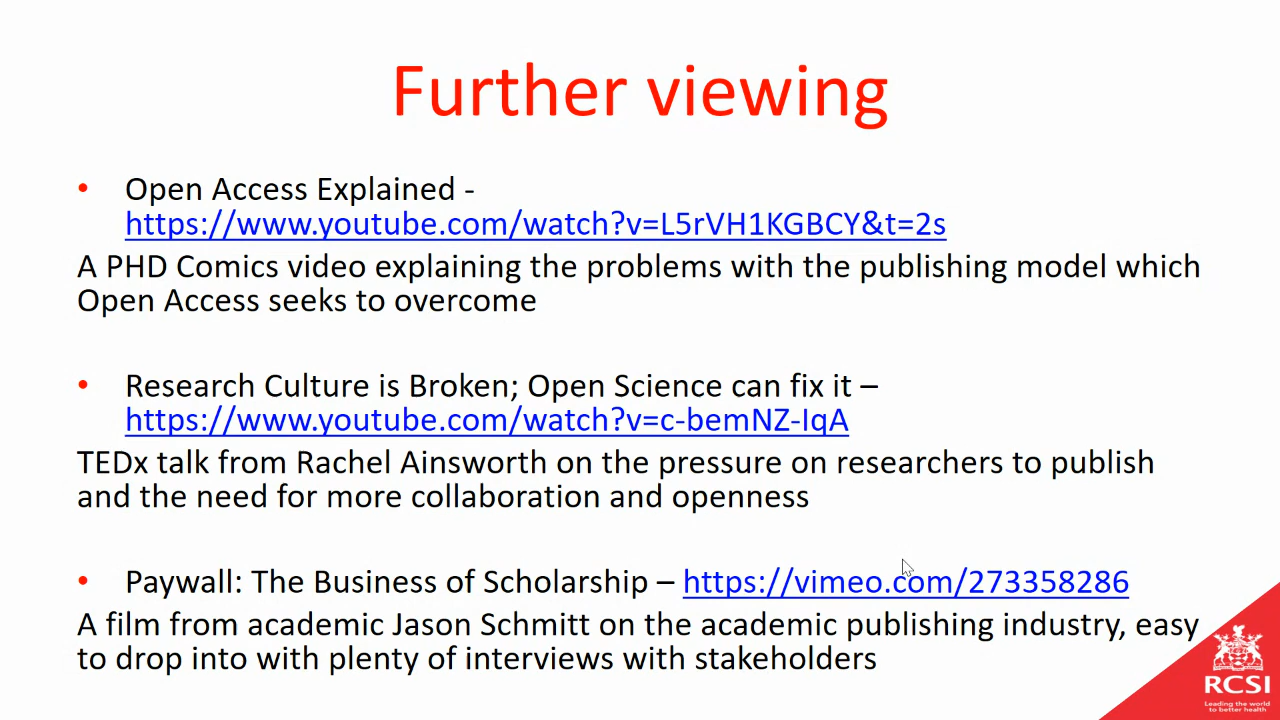 Further viewing
• Open Access Explained -
https://www.youtube.com/watch?v=L5rVH1KGBCY&t=2s
A PHD Comics video explaining the problems with the publishing model which
Open Access seeks to overcome
• Research Culture is Broken; Open Science can fix it –
https://www.youtube.com/watch?v=c-bemNZ-IqA
TEDx talk from Rachel Ainsworth on the pressure on researchers to publish
and the need for more collaboration and openness
• Paywall: The Business of Scholarship – https://vimeo.com/273358286
A film from academic Jason Schmitt on the academic publishing industry, easy
to drop into with plenty of interviews with stakeholders
RCSI
Leading the world
to better health